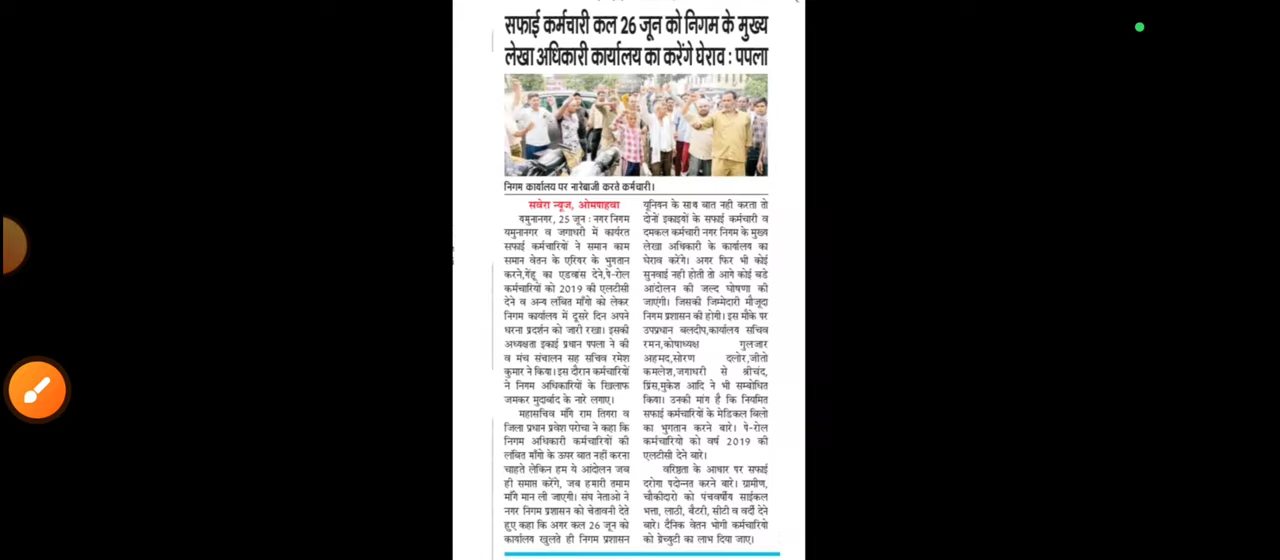 सफाई कर्मचारी कल 26 जून को निगम के मुख्य
लेखा अधिकारी कार्यालय का करेंगे घेराव : पपला
निगम कार्यालय पर नारेबाजी करते कर्मचारी।
सवेरा न्यूज, ओमपाहवा
यमुनानगर, 25 जून : नगर निगम
यमुनानगर व जगाधरी में कार्यरत
सफाई कर्मचारियों ने समान काम
समान वेतन के एरियर के भुगतान
करने,गेंहू का एडवांस देने,पे-रोल
कर्मचारियों को 2019 की एलटीसी
देने व अन्य लंबित माँगो को लेकर
निगम कार्यालय में दूसरे दिन अपने
धरना प्रदर्शन को जारी रखा। इसकी
अध्यक्षता इकाई प्रधान पपला ने की
व मंच संचालन सह सचिव रमेश
कुमार ने किया। इस दौरान कर्मचारियों
ने निगम अधिकारियों के खिलाफ
जमकर मुदार्बाद के नारे लगाए।
महासचिव माँगे राम तिगरा व
जिला प्रधान प्रवेश परोचा ने कहा कि
निगम अधिकारी कर्मचारियों की
लंबित माँगो के ऊपर बात नहीं करना
चाहते लेकिन हम ये आंदोलन जब
ही समाप्त करेंगे, जब हमारी तमाम
माँगे मान ली जाएगी। संघ नेताओ ने
नगर निगम प्रशासन को चेतावनी देते
हुए कहा कि अगर कल 26 जून को
कार्यालय खुलते ही निगम प्रशासन
यूनियन के साथ बात नही करता तो
दोनों इकाइयों के सफाई कर्मचारी व
दमकल कर्मचारी नगर निगम के मुख्य
लेखा अधिकारी के कार्यालय का
घेराव करेंगे। अगर फिर भी कोई
सुनवाई नही होती तो आगे कोई बडे
आंदोलन की जल्द घोषणा की
जाएंगी। जिसकी जिम्मेदारी मौजूदा
निगम प्रशासन की होगी। इस मौके पर
उपप्रधान बलदीप,कार्यालय सचिव
रमन,कोषाध्यक्ष गुलजार
अहमद,सोरण दलोर,जीतो
कमलेश,जगाधरी से श्रीचंद,
प्रिंस,मुकेश आदि ने भी सम्बोधित
किया। उनकी मांग है कि नियमित
सफाई कर्मचारियों के मेडिकल बिलो
का भुगतान करने बारे। पे-रोल
कर्मचारियो को वर्ष 2019 की
एलटीसी देने बारे।
वरिष्ठता के आधार पर सफाई
दरोगा पदोन्नत करने बारे। ग्रामीण,
चौकीदारो को पंचवर्षीय साईकल
भत्ता, लाठी, बैटरी, सीटी व वर्दी देने
बारे। दैनिक वेतन भोगी कर्मचारियो
को ग्रेच्युटी का लाभ दिया जाए।